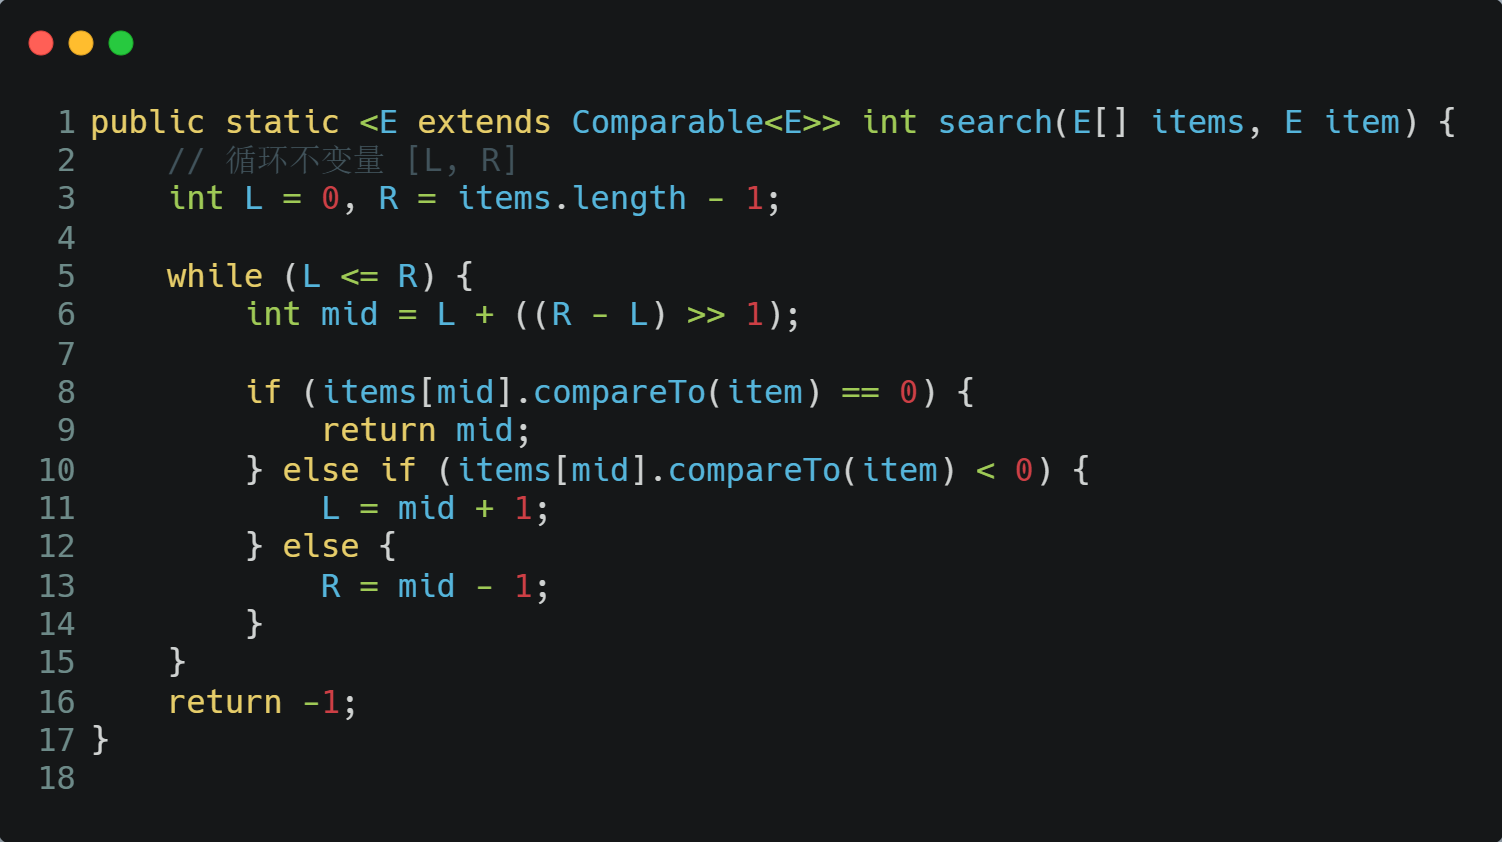 1 public static <E extends Comparable<E>> int search(E[] items, E item) {
2     // 循环不变量 [L, R]
3     int L = 0, R = items.length - 1;
4
5     while (L <= R) {
6         int mid = L + ((R - L) >> 1);
7
8         if (items[mid].compareTo(item) == 0) {
9             return mid;
10         } else if (items[mid].compareTo(item) < 0) {
11             L = mid + 1;
12         } else {
13             R = mid - 1;
14         }
15     }
16     return -1;
17 }
18